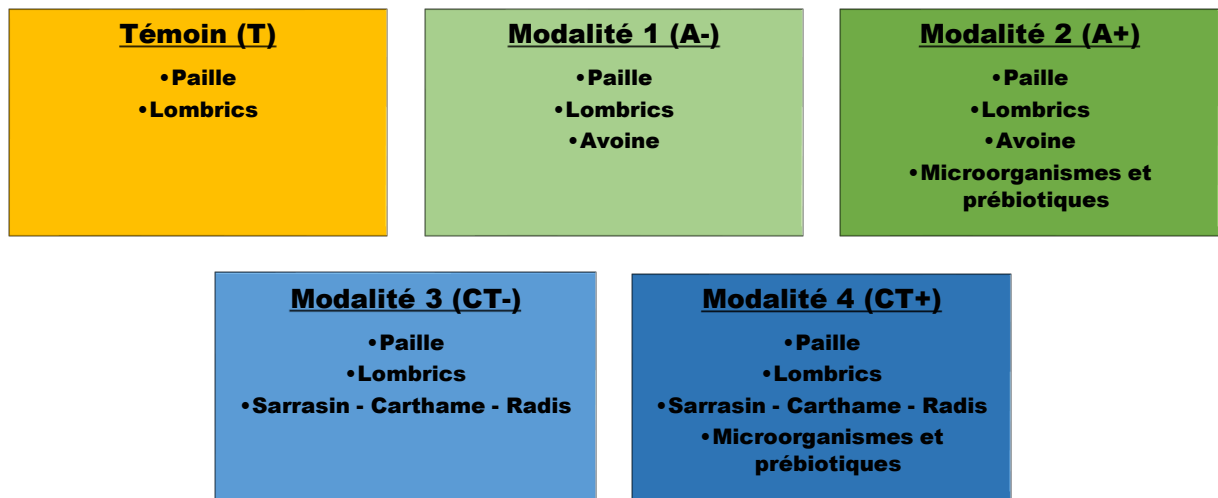 Témoin (T)
•Paille
•Lombrics
Modalité 1 (A-)
•Paille
•Lombrics
•Avoine
Modalité 2 (A+)
•Paille
•Lombrics
•Avoine
•Microorganismes et
prébiotiques
Modalité 3 (CT-)
•Paille
•Lombrics
•Sarrasin - Carthame - Radis
Modalité 4 (CT+)
•Paille
•Lombrics
•Sarrasin - Carthame - Radis
•Microorganismes et
prébiotiques